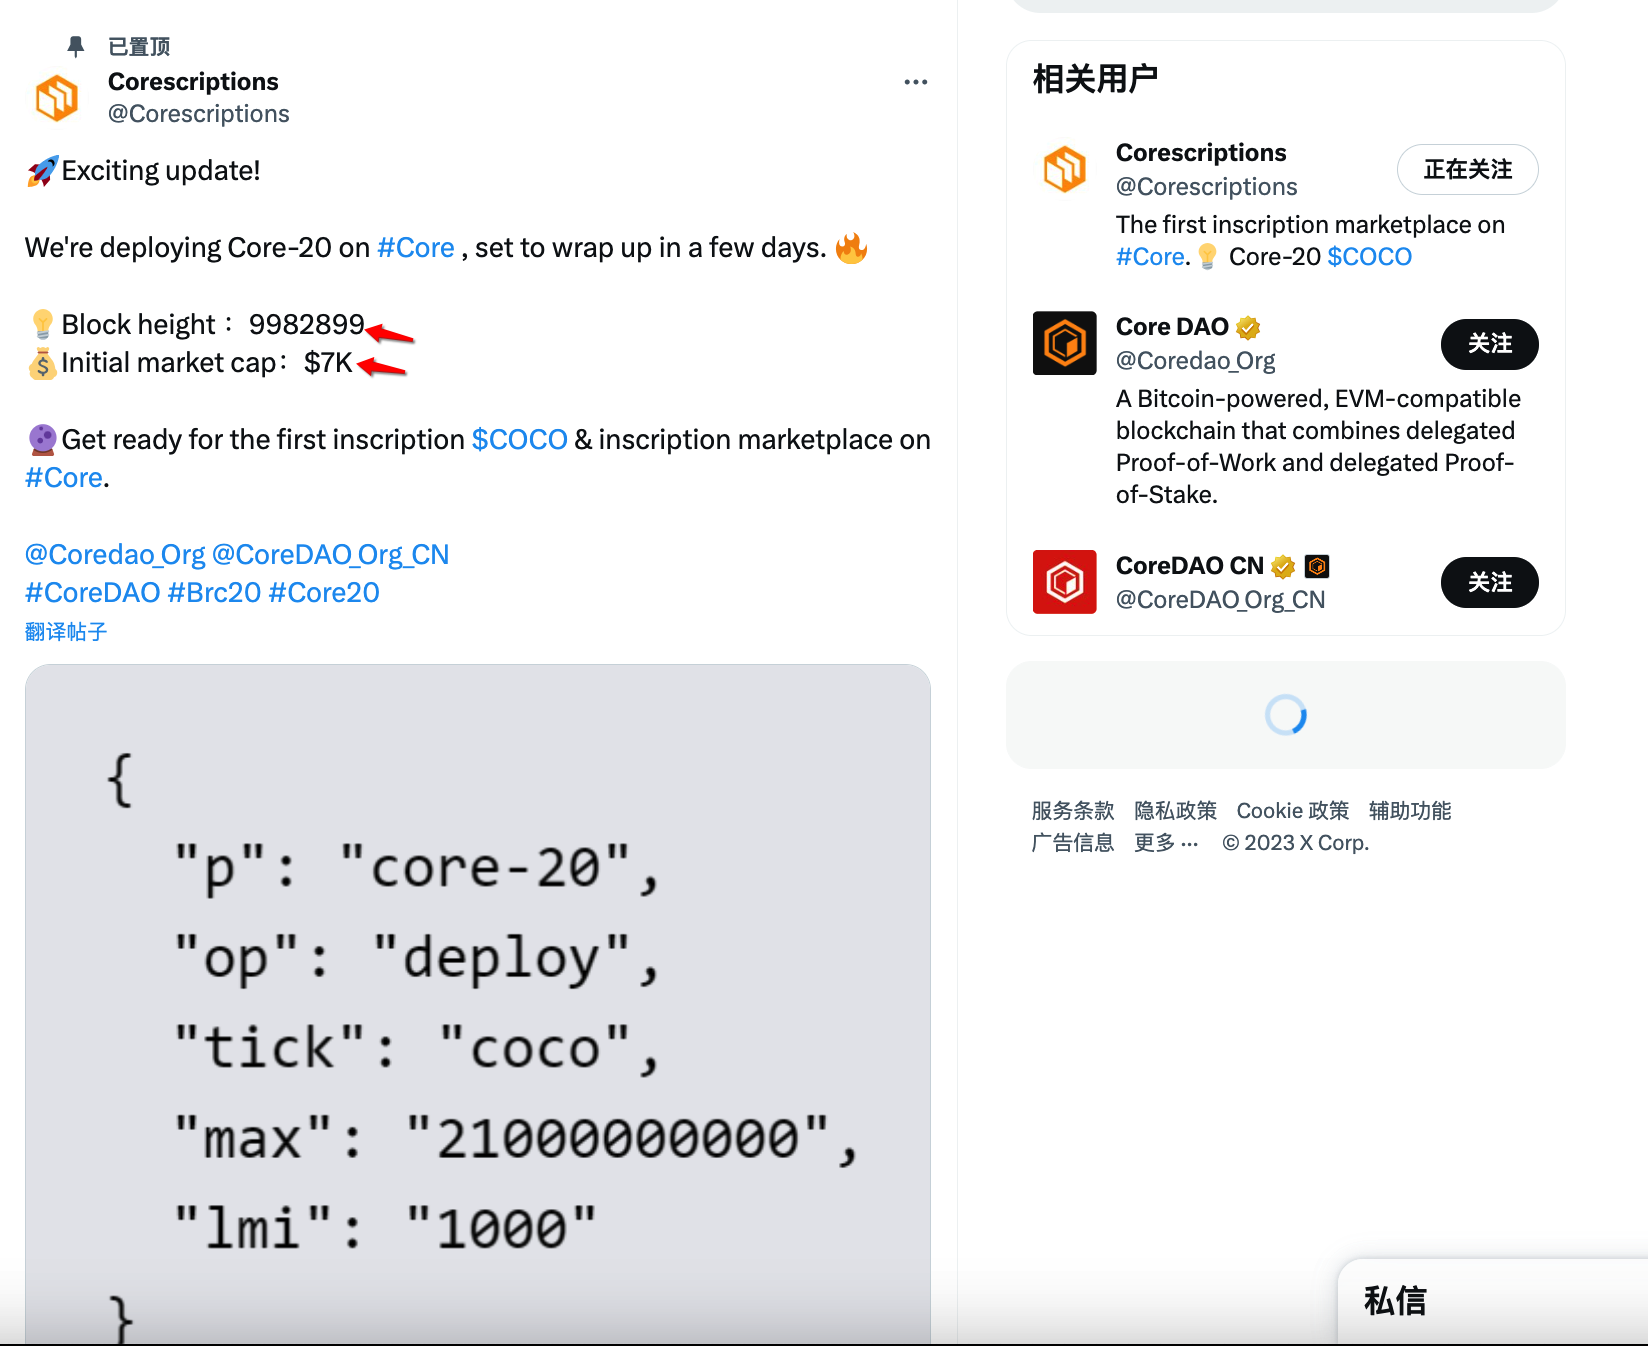 已置顶
Corescriptions
@Corescriptions
🚀Exciting update!
We're deploying Core-20 on #Core , set to wrap up in a few days. 🔥
💡Block height： 9982899
💰Initial market cap： $7K
🔮Get ready for the first inscription $COCO & inscription marketplace on
#Core.
@Coredao_Org @CoreDAO_Org_CN
#CoreDAO #Brc20 #Core20
翻译帖子
{
"p": "core-20",
"op": "deploy",
"tick": "coco",
"max": "21000000000",
"lmi": "1000"
}
相关用户
Corescriptions
@Corescriptions
正在关注
The first inscription marketplace on
#Core.💡 Core-20 $COCO
Core DAO
@Coredao_Org
关注
A Bitcoin-powered, EVM-compatible
blockchain that combines delegated
Proof-of-Work and delegated Proof-
of-Stake.
CoreDAO CN
@CoreDAO_Org_CN
关注
服务条款 隐私政策 Cookie 政策 辅助功能
广告信息 更多 ··· © 2023 X Corp.
私信